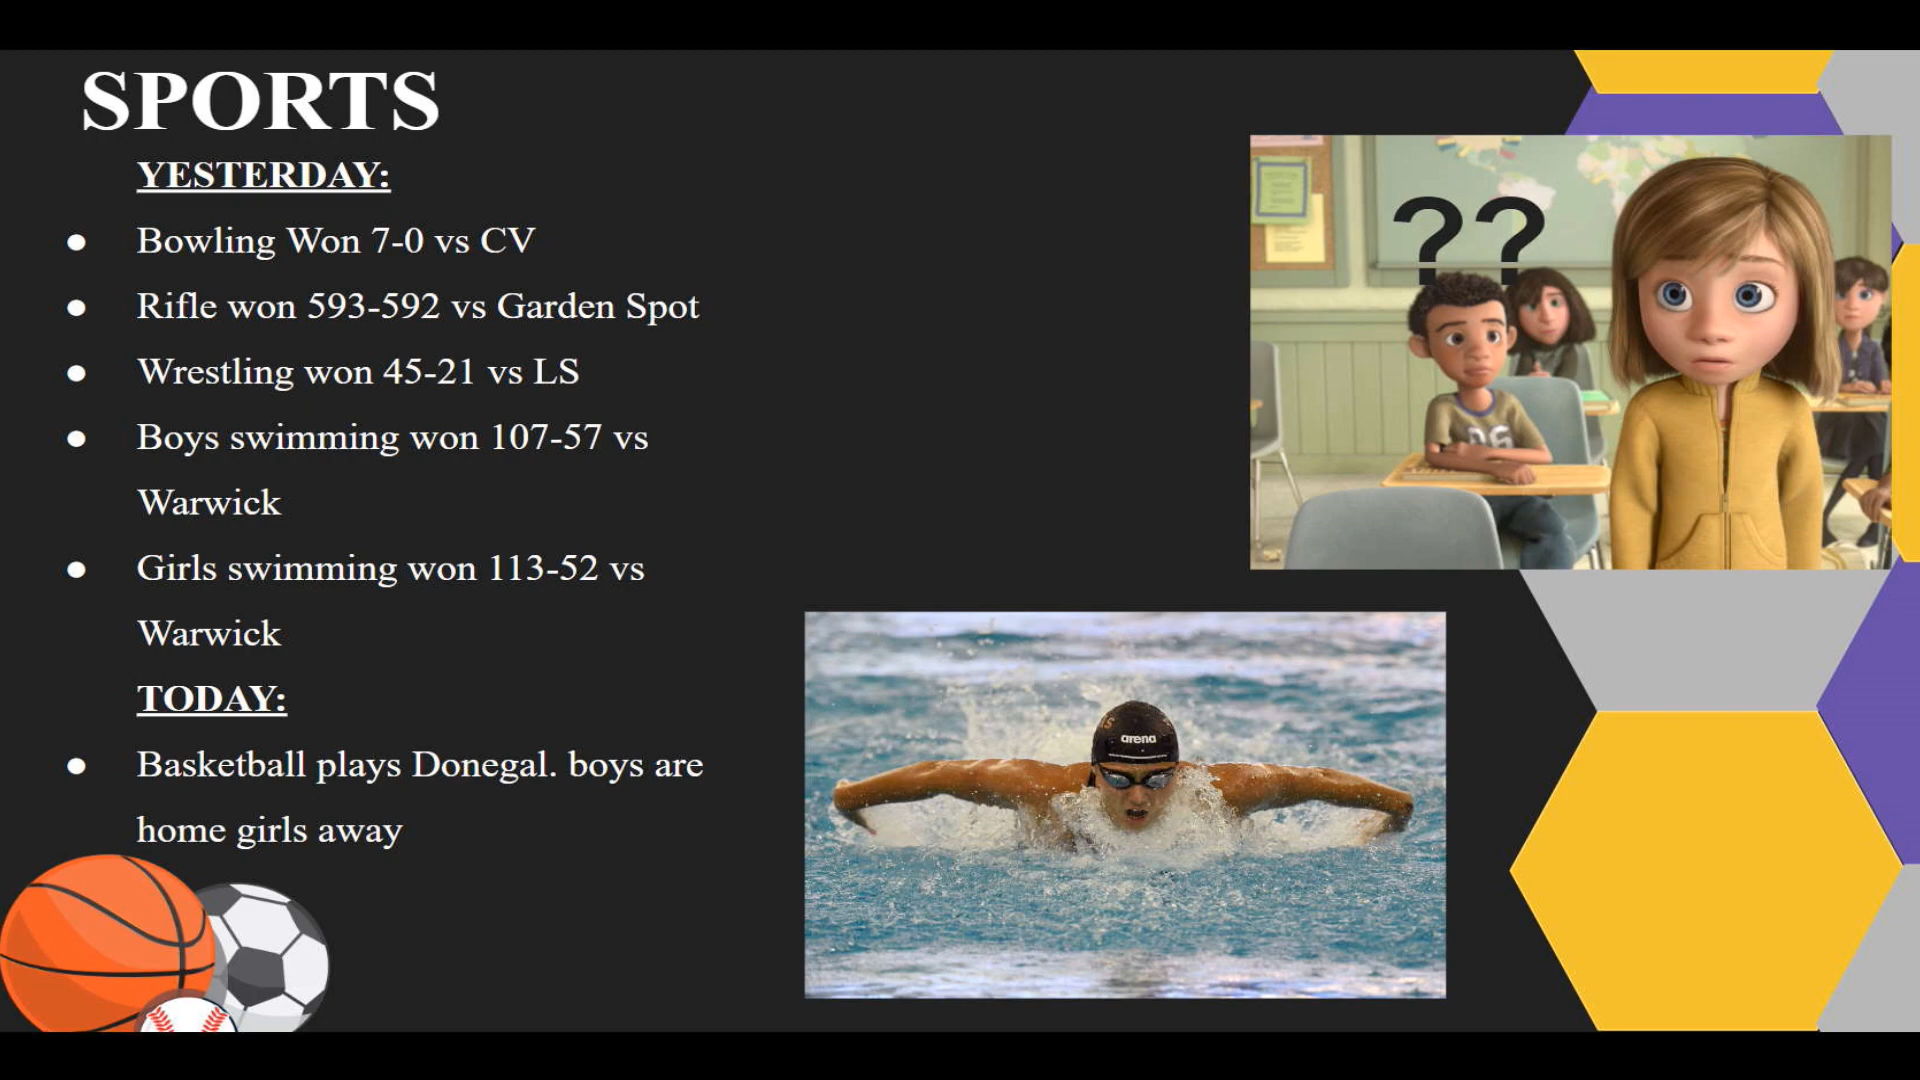 SPORTS
YESTERDAY:
● Bowling Won 7-0 vs CV
● Rifle won 593-592 vs Garden Spot
● Wrestling won 45-21 vs LS
● Boys swimming won 107-57 vs
Warwick
● Girls swimming won 113-52 vs
Warwick
TODAY:
● Basketball plays Donegal. boys are
home girls away
??
arena